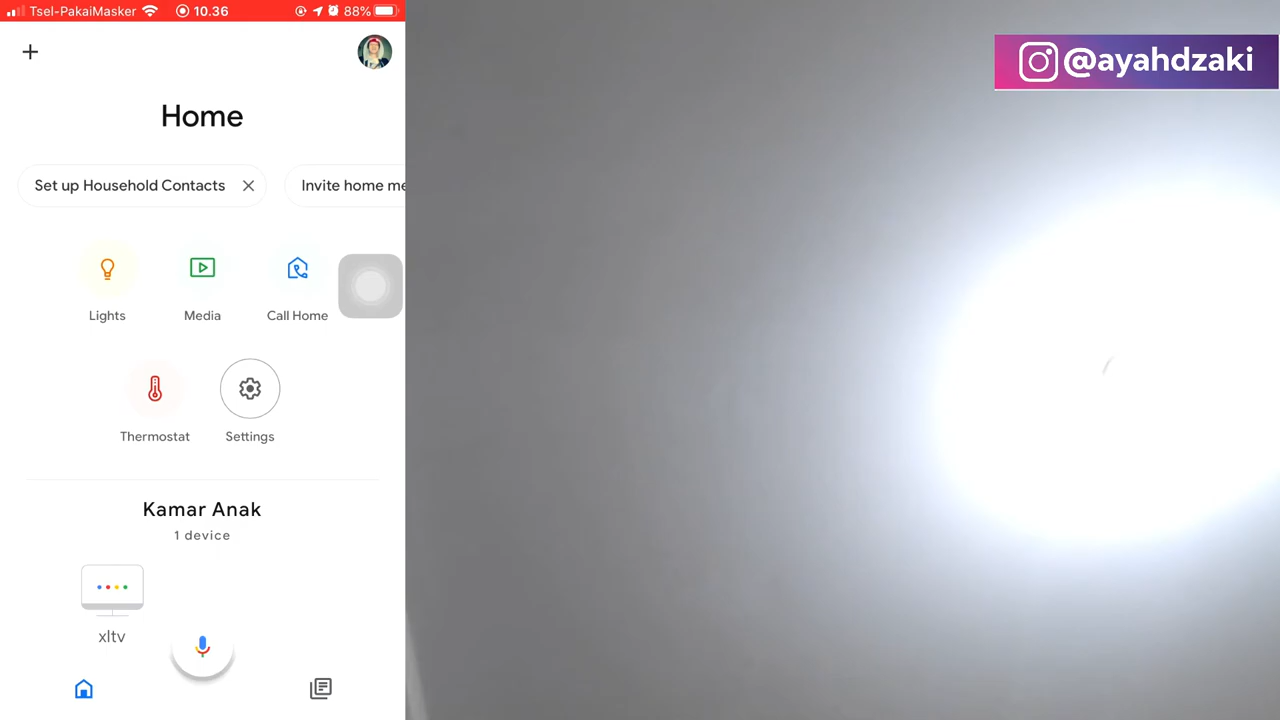 Tsel-PakaiMasker 10.36 88%
@ayahdzaki
Home
Set up Household Contacts
Invite home me
Lights Media Call Home
Thermostat Settings
Kamar Anak
1 device
xltv